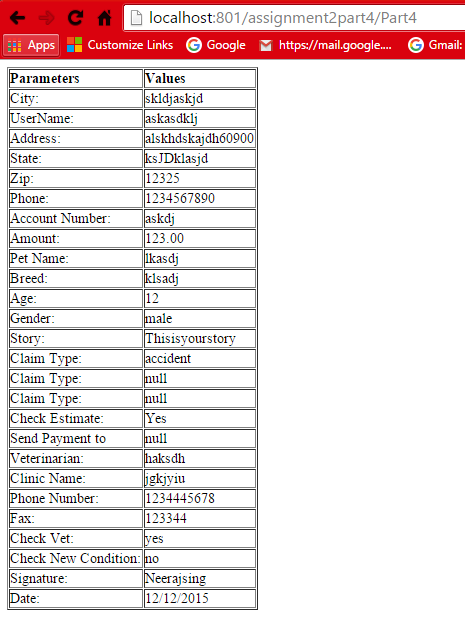 localhost:801/assignment2part4/Part4
Apps Customize Links Google https://mail.google.... Gmail:
Parameters Values
City: skldjaskjd
UserName: askasdklj
Address: alskhdskajdh60900
State: ksJDklasjd
Zip: 12325
Phone: 1234567890
Account Number: askdj
Amount: 123.00
Pet Name: lkasdj
Breed: klsadj
Age: 12
Gender: male
Story: Thisisyourstory
Claim Type: accident
Claim Type: null
Claim Type: null
Check Estimate: Yes
Send Payment to null
Veterinarian: haksdh
Clinic Name: jgkjyiu
Phone Number: 1234445678
Fax: 123344
Check Vet: yes
Check New Condition: no
Signature: Neerajsing
Date: 12/12/2015